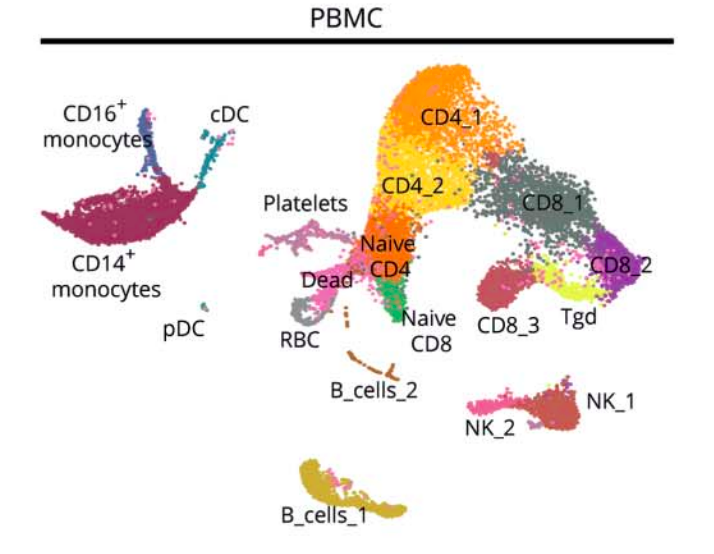 PBMC
CD16⁺
monocytes
cDC
CD4_1
CD4_2
CD8_1
Platelets
Naive
CD4
CD8_2
CD14⁺
monocytes
Dead
pDC
RBC
Naive
CD8
CD8_3
Tgd
B_cells_2
NK_1
NK_2
B_cells_1